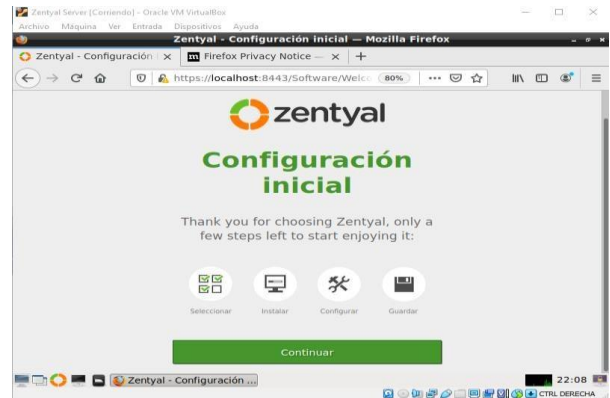 Zentyal Server [Corriendo] - Oracle VM VirtualBox
Archivo Máquina Ver Entrada Dispositivos Ayuda
Zentyal - Configuración inicial — Mozilla Firefox
Zentyal - Configuración
Firefox Privacy Notice —
https://localhost:8443/Software/Welco
80%
zentyal
Configuración
inicial
Thank you for choosing Zentyal, only a
few steps left to start enjoying it:
Seleccionar Instalar Configurar Guardar
Continuar
Zentyal - Configuración ...
22:08
CTRL DERECHA